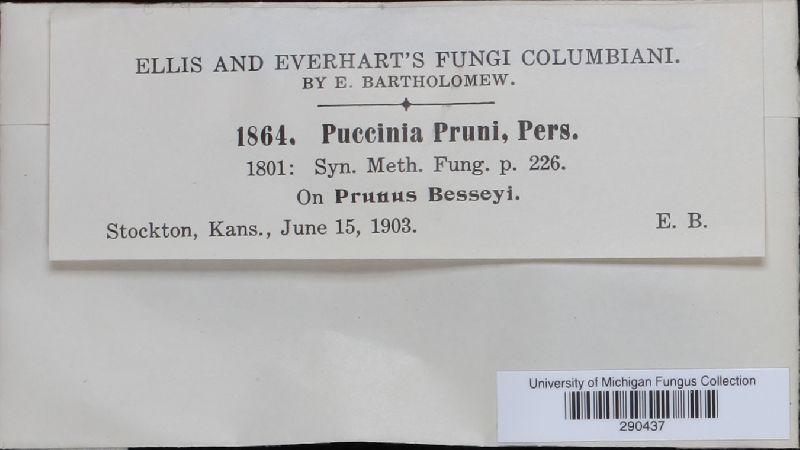 ELLIS AND EVERHART'S FUNGI COLUMBIANI.
BY E. BARTHOLOMEW.
1864. Puccinia Pruni, Pers.
1801: Syn. Meth. Fung. p. 226.
On Prunus Besseyi.
Stockton, Kans., June 15, 1903. E. B.
University of Michigan Fungus Collection
290437